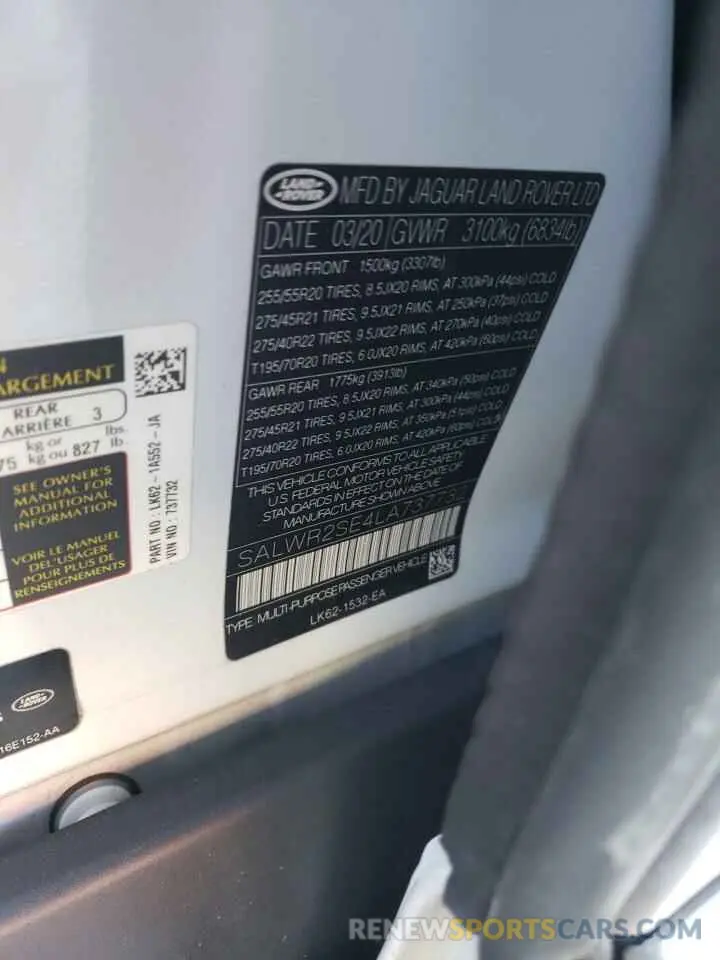 LAND ROVER MFD BY JAGUAR LAND ROVER LTD
DATE 03/20 GVWR 3100kg (6834lb)
GAWR FRONT 1500kg (3307lb)
255/55R20 TIRES, 8.5JX20 RIMS, AT 300kPa (44psi) COLD
275/45R21 TIRES, 9.5JX21 RIMS, AT 250kPa (37psi) COLD
275/40R22 TIRES, 9.5JX22 RIMS, AT 270kPa (40psi) COLD
T195/70R20 TIRES, 6.0JX20 RIMS, AT 420kPa (60psi) COLD
GAWR REAR 1775kg (3913lb)
255/55R20 TIRES, 8.5JX20 RIMS, AT 340kPa (50psi) COLD
275/45R21 TIRES, 9.5JX21 RIMS, AT 300kPa (44psi) COLD
275/40R22 TIRES, 9.5JX22 RIMS, AT 350kPa (51psi) COLD
T195/70R20 TIRES, 6.0JX20 RIMS, AT 420kPa (60psi) COLD
THIS VEHICLE CONFORMS TO ALL APPLICABLE
U.S. FEDERAL MOTOR VEHICLE SAFETY
STANDARDS IN EFFECT ON THE DATE OF
MANUFACTURE SHOWN ABOVE
SALWR2SE4LA737732
TYPE: MULTI-PURPOSE PASSENGER VEHICLE
LK62-1532-EA
N
ARGEMENT
REAR
ARRIÈRE 3
75 kg or kg ou 827 lbs. lb.
SEE OWNER'S
MANUAL FOR
ADDITIONAL
INFORMATION
VOIR LE MANUEL
DEL'USAGER
POUR PLUS DE
RENSEIGNEMENTS
PART NO : LK62 - 1A552 - JA
VIN NO : 737732
S LAND ROVER
16E152-AA
RENEWSPORTSCARS.COM